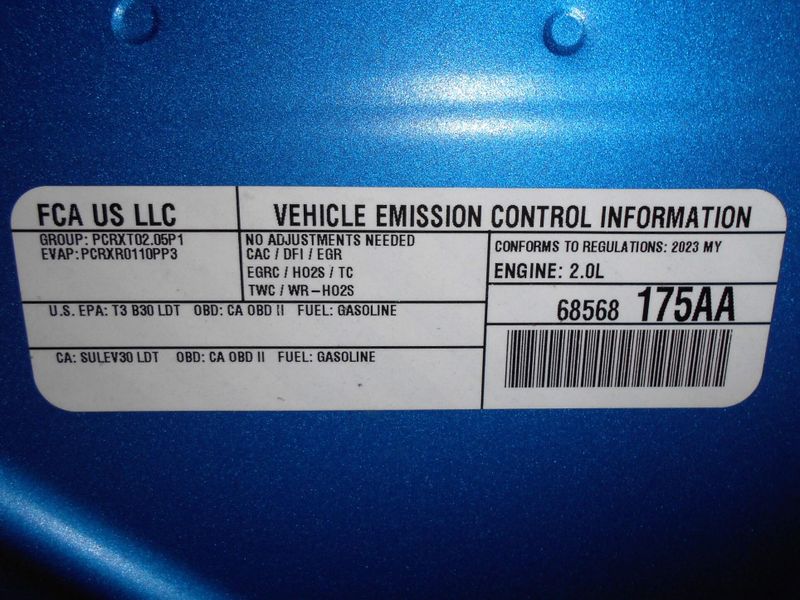 FCA US LLC
VEHICLE EMISSION CONTROL INFORMATION
GROUP: PCRXT02.05P1
EVAP: PCRXR0110PP3
NO ADJUSTMENTS NEEDED
CAC / DFI / EGR
EGRC / HO2S / TC
TWC / WR-HO2S
CONFORMS TO REGULATIONS: 2023 MY
ENGINE: 2.0L
68568 175AA
U.S. EPA: T3 B30 LDT OBD: CA OBD II FUEL: GASOLINE
CA: SULEV30 LDT OBD: CA OBD II FUEL: GASOLINE